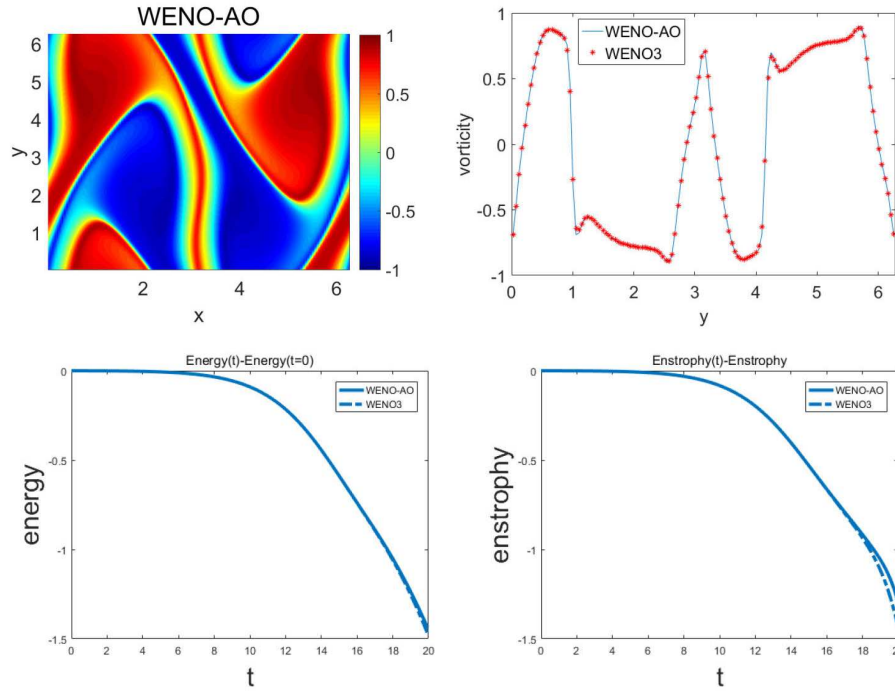 WENO-AO
6
5
4
3
2
1
y
2
4
6
x
1
0.5
0
-0.5
-1
1
0.5
0
-0.5
-1
vorticity
0 1 2 3 4 5 6
y
WENO-AO
WENO3
Energy(t)-Energy(t=0)
0
-0.5
-1
-1.5
energy
0 2 4 6 8 10 12 14 16 18 20
t
WENO-AO
WENO3
Enstrophy(t)-Enstrophy
0
-0.5
-1
-1.5
enstrophy
0 2 4 6 8 10 12 14 16 18
t
WENO-AO
WENO3